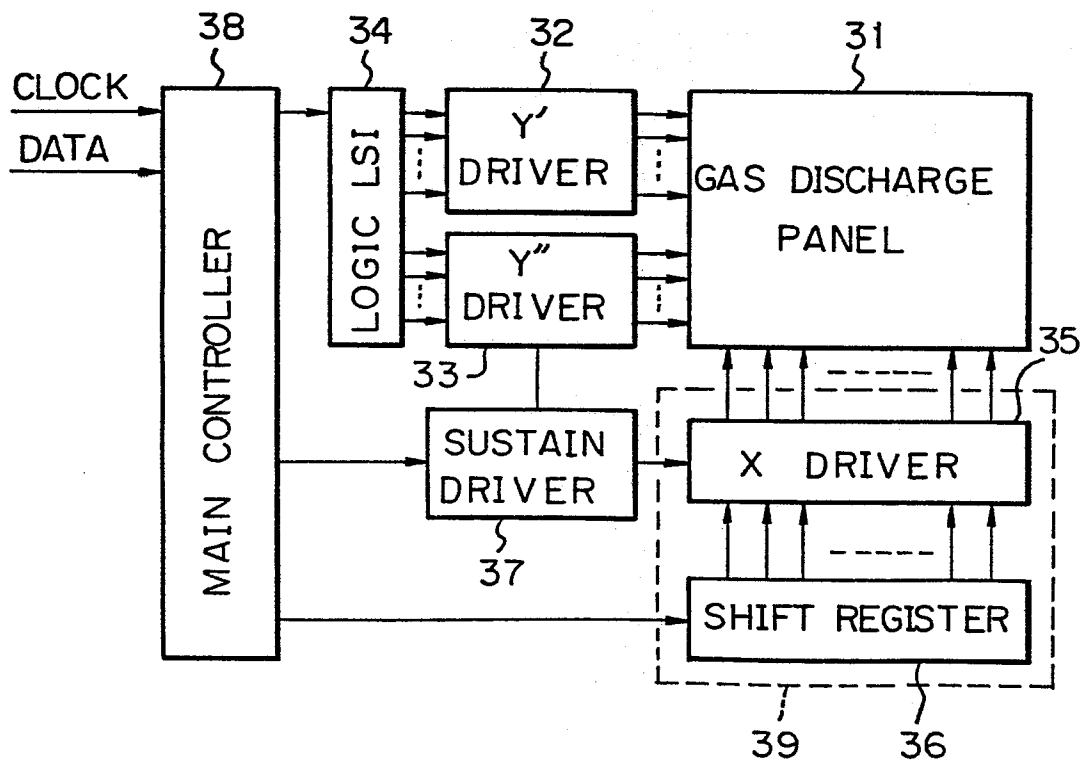 38
34
32
31
CLOCK
DATA
MAIN CONTROLLER
LOGIC LSI
Y′
DRIVER
GAS DISCHARGE
PANEL
Y″
DRIVER
33
35
SUSTAIN
DRIVER
X DRIVER
37
SHIFT REGISTER
39
36